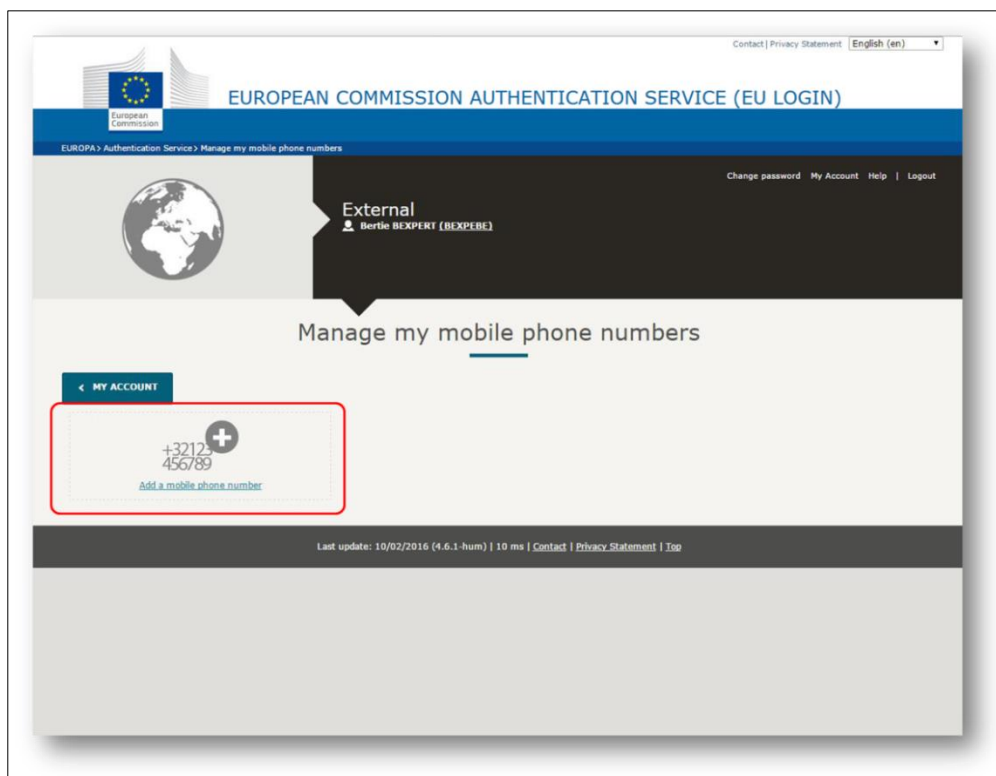 Contact | Privacy Statement English (en)
EUROPEAN COMMISSION AUTHENTICATION SERVICE (EU LOGIN)
European
Commission
EUROPA > Authentication Service > Manage my mobile phone numbers
Change password My Account Help | Logout
External
Bertie BEXPERT (BEXPEBE)
Manage my mobile phone numbers
< MY ACCOUNT
+32123
456789
Add a mobile phone number
Last update: 10/02/2016 (4.6.1-hum) | 10 ms | Contact | Privacy Statement | Top